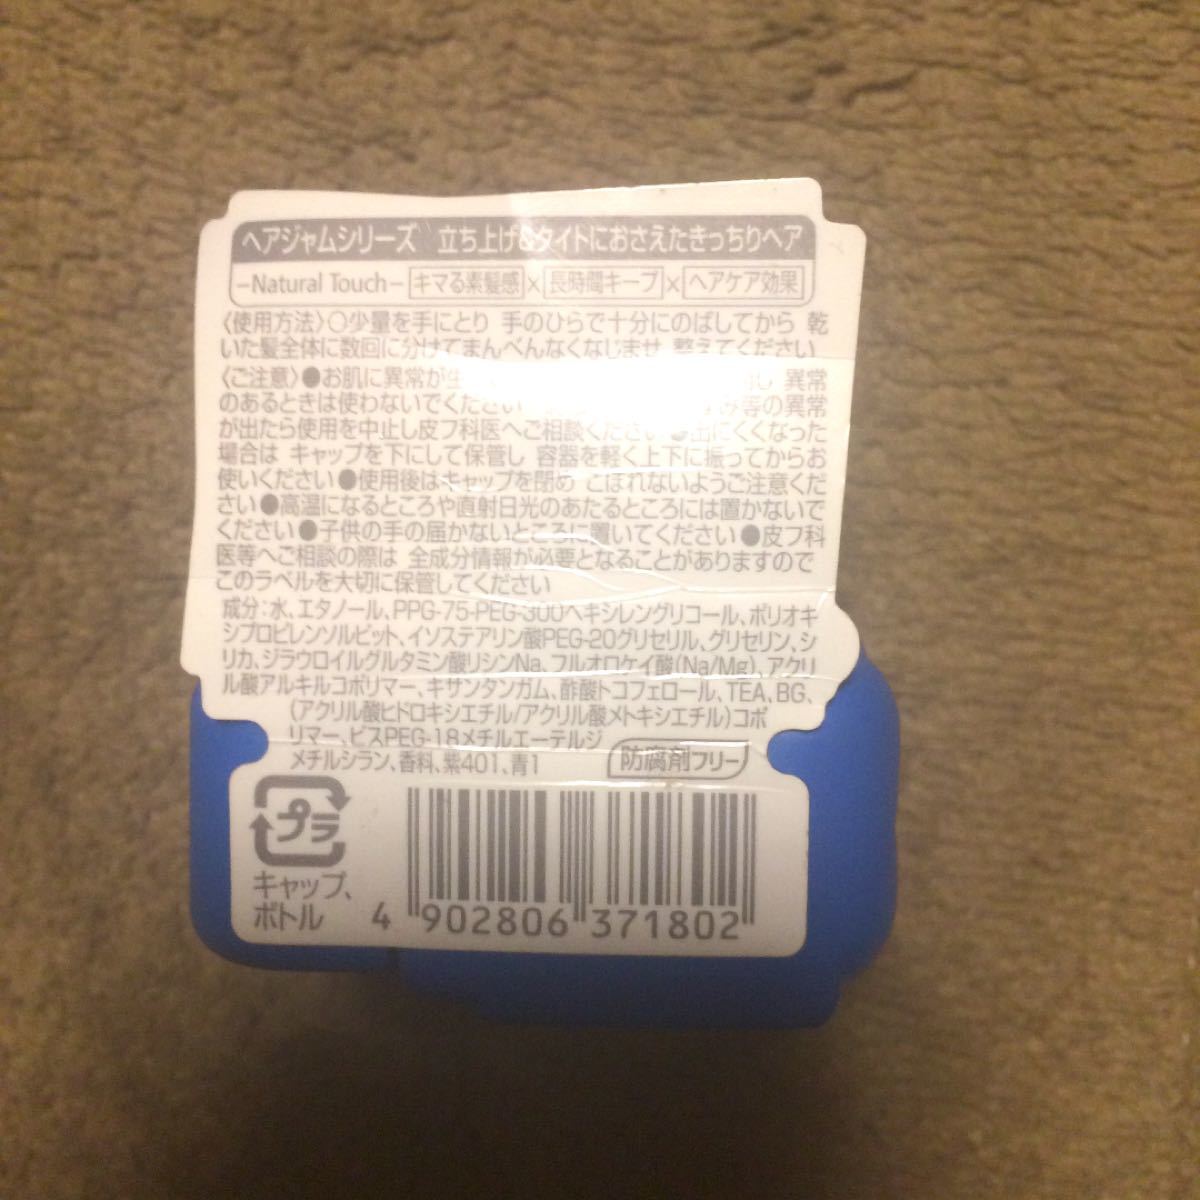 ヘアジャムシリーズ 立ち上げ&タイトにおさえたきっちりヘア
-Natural Touch- キマる素髪感 × 長時間キープ × ヘアケア効果
〈使用方法〉○少量を手にとり 手のひらで十分にのばしてから 乾
いた髪全体に数回に分けてまんべんなくなじませ 整えてください
〈ご注意〉●お肌に異常が生 異常
のあるときは使わないでください み等の異常
が出たら使用を中止し皮フ科医へご相談ください●出にくくなった
場合は キャップを下にして保管し 容器を軽く上下に振ってからお
使いください●使用後はキャップを閉め こぼれないようご注意くだ
さい●高温になるところや直射日光のあたるところには置かないで
ください●子供の手の届かないところに置いてください●皮フ科
医等へご相談の際は 全成分情報が必要となることがありますので
このラベルを大切に保管してください
成分:水、エタノール、PPG-75-PEG-300ヘキシレングリコール、ポリオキ
シプロピレンソルビット、イソステアリン酸PEG-20グリセリル、グリセリン、シ
リカ、ジラウロイルグルタミン酸リシンNa、フルオロケイ酸(Na/Mg)、アクリ
ル酸アルキルコポリマー、キサンタンガム、酢酸トコフェロール、TEA、BG、
(アクリル酸ヒドロキシエチル/アクリル酸メトキシエチル)コポ
リマー、ビスPEG-18メチルエーテルジ
メチルシラン、香料、紫401、青1
防腐剤フリー
プラ
キャップ、
ボトル
4 902806 371802